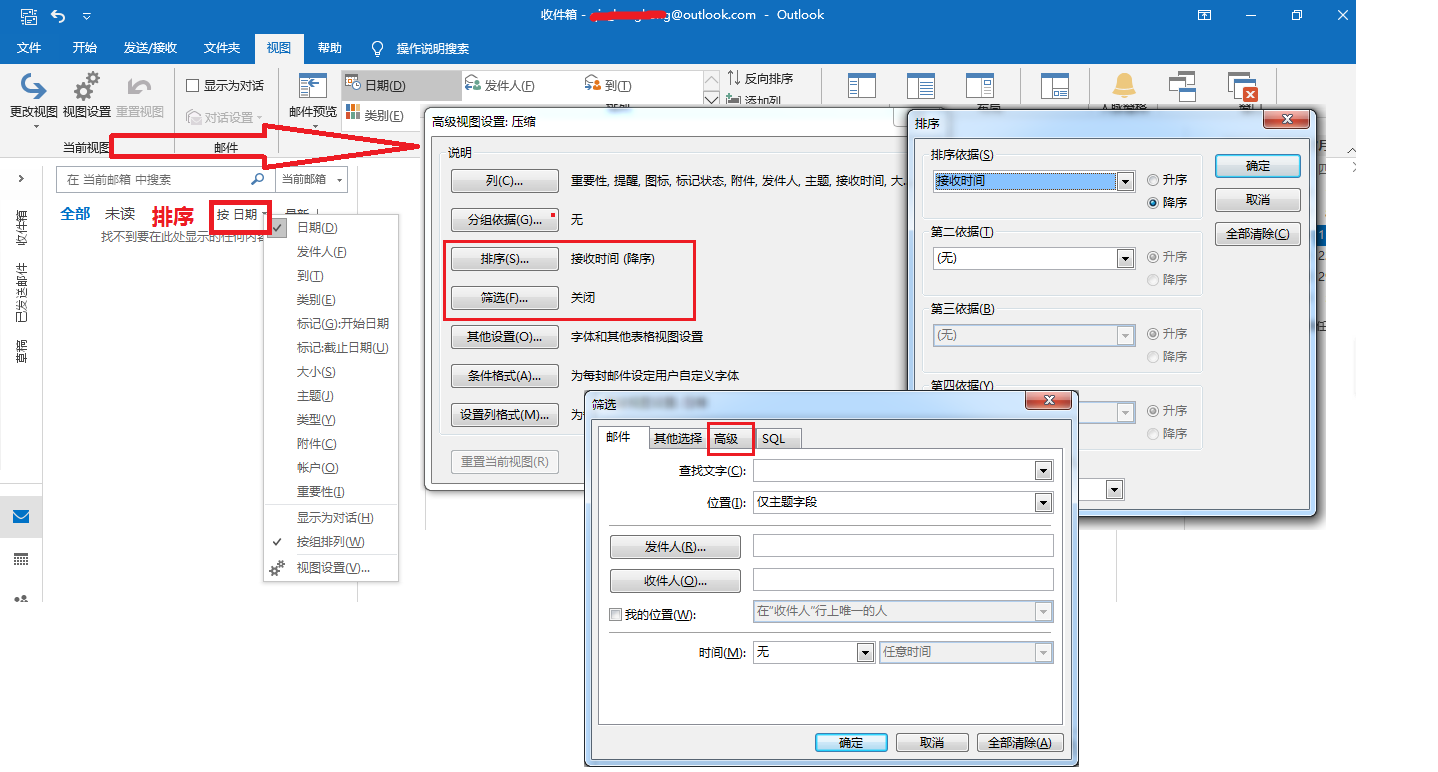 收件箱 - @outlook.com - Outlook
文件 开始 发送/接收 文件夹 视图 帮助 操作说明搜索
更改视图 视图设置 重置视图
当前视图
显示为对话
对话设置
邮件
邮件预览
日期(D) 发件人(F) 到(T)
类别(E)
反向排序
添加列
布局
人脉窗格
在 当前邮箱 中搜索 当前邮箱
全部 未读 排序 按 日期 最新
找不到要在此处显示的任何内容
收件箱
已发送邮件
草稿
日期(D)
发件人(F)
到(T)
类别(E)
标记(G):开始日期
标记:截止日期(U)
大小(S)
主题(J)
类型(Y)
附件(C)
帐户(O)
重要性(I)
显示为对话(H)
按组排列(W)
视图设置(V)...
高级视图设置: 压缩
说明
列(C)... 重要性, 提醒, 图标, 标记状态, 附件, 发件人, 主题, 接收时间, 大...
分组依据(G)... 无
排序(S)... 接收时间 (降序)
筛选(F)... 关闭
其他设置(O)... 字体和其他表格视图设置
条件格式(A)... 为每封邮件设定用户自定义字体
设置列格式(M)... 为
重置当前视图(R)
排序
排序依据(S)
接收时间 升序
降序
第二依据(T)
(无) 升序
降序
第三依据(B)
(无) 升序
降序
第四依据(Y)
升序
降序
确定
取消
全部清除(C)
筛选
邮件 其他选择 高级 SQL
查找文字(C):
位置(I): 仅主题字段
发件人(R)...
收件人(O)...
我的位置(W): 在"收件人"行上唯一的人
时间(M): 无 任意时间
确定 取消 全部清除(A)